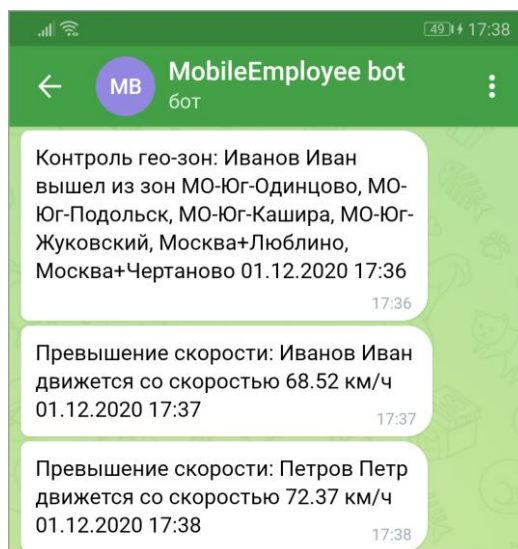 49 17:38
MB
MobileEmployee bot
бот
Контроль гео-зон: Иванов Иван
вышел из зон МО-Юг-Одинцово, МО-
Юг-Подольск, МО-Юг-Кашира, МО-Юг-
Жуковский, Москва+Люблино,
Москва+Чертаново 01.12.2020 17:36
17:36
Превышение скорости: Иванов Иван
движется со скоростью 68.52 км/ч
01.12.2020 17:37
17:37
Превышение скорости: Петров Петр
движется со скоростью 72.37 км/ч
01.12.2020 17:38
17:38